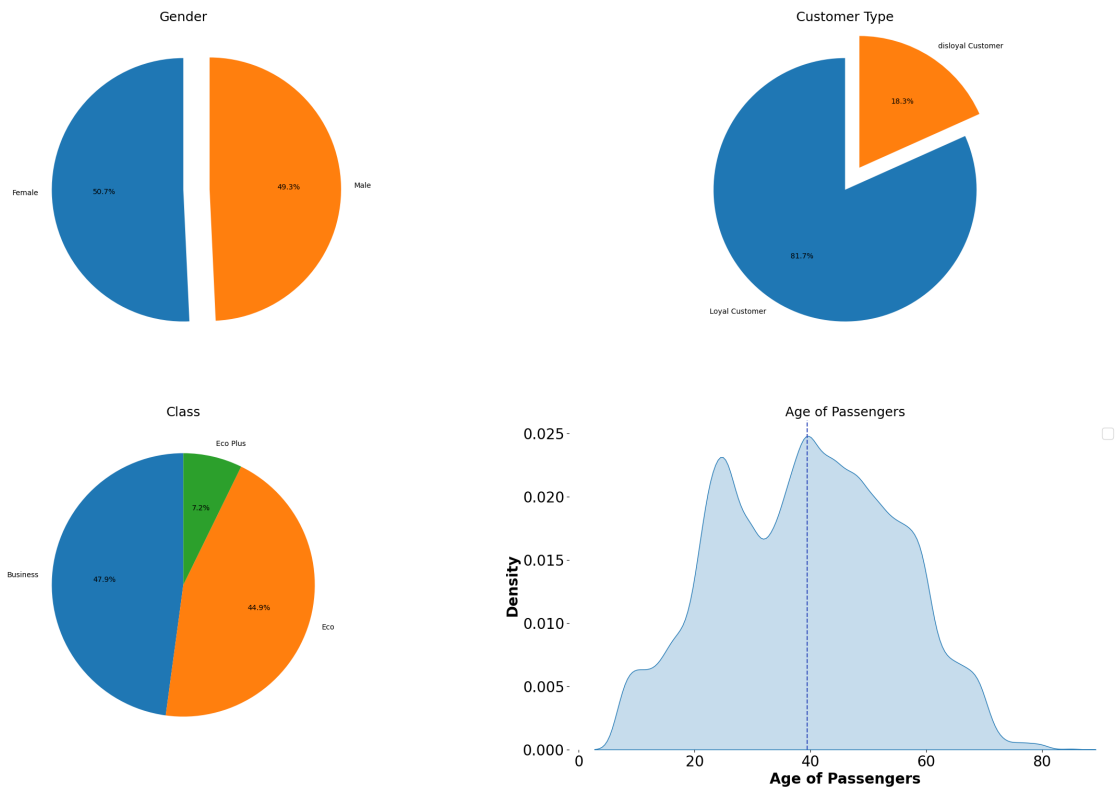 Gender
Female
50.7%
49.3%
Male
Customer Type
disloyal Customer
18.3%
81.7%
Loyal Customer
Class
Eco Plus
7.2%
Business
47.9%
44.9%
Eco
Age of Passengers
Density
0.025
0.020
0.015
0.010
0.005
0.000
0 20 40 60 80
Age of Passengers